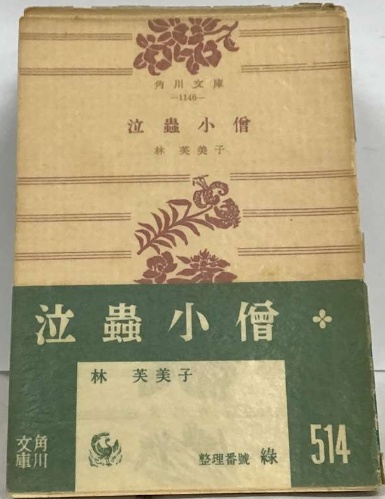 角川文庫
—1146—
泣蟲小僧
林芙美子
泣蟲小僧
林 芙美子
角川文庫
整理番號 綠
514